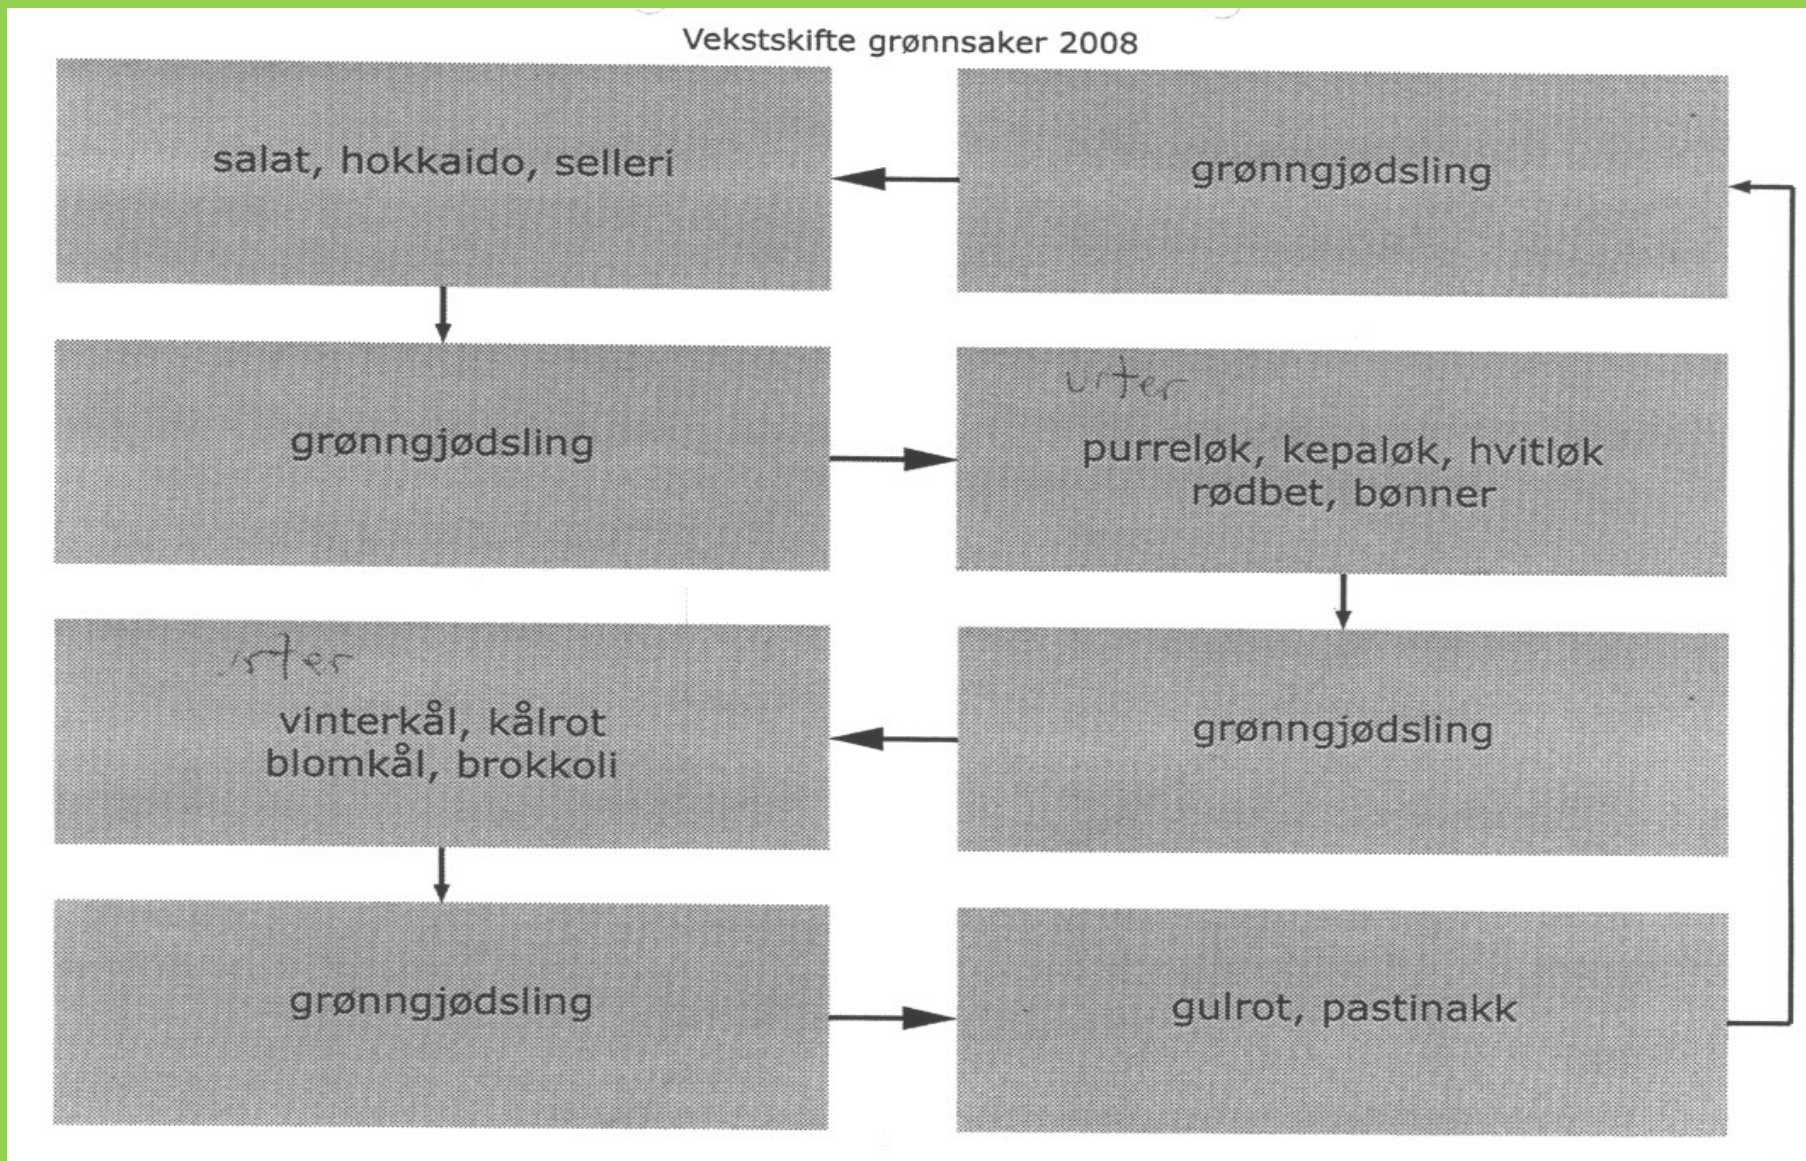 Vekstskifte grønnsaker 2008
salat, hokkaido, selleri
grønngjødsling
grønngjødsling
urter
purreløk, kepaløk, hvitløk
rødbet, bønner
vinterkål, kålrot
blomkål, brokkoli
grønngjødsling
grønngjødsling
gulrot, pastinakk